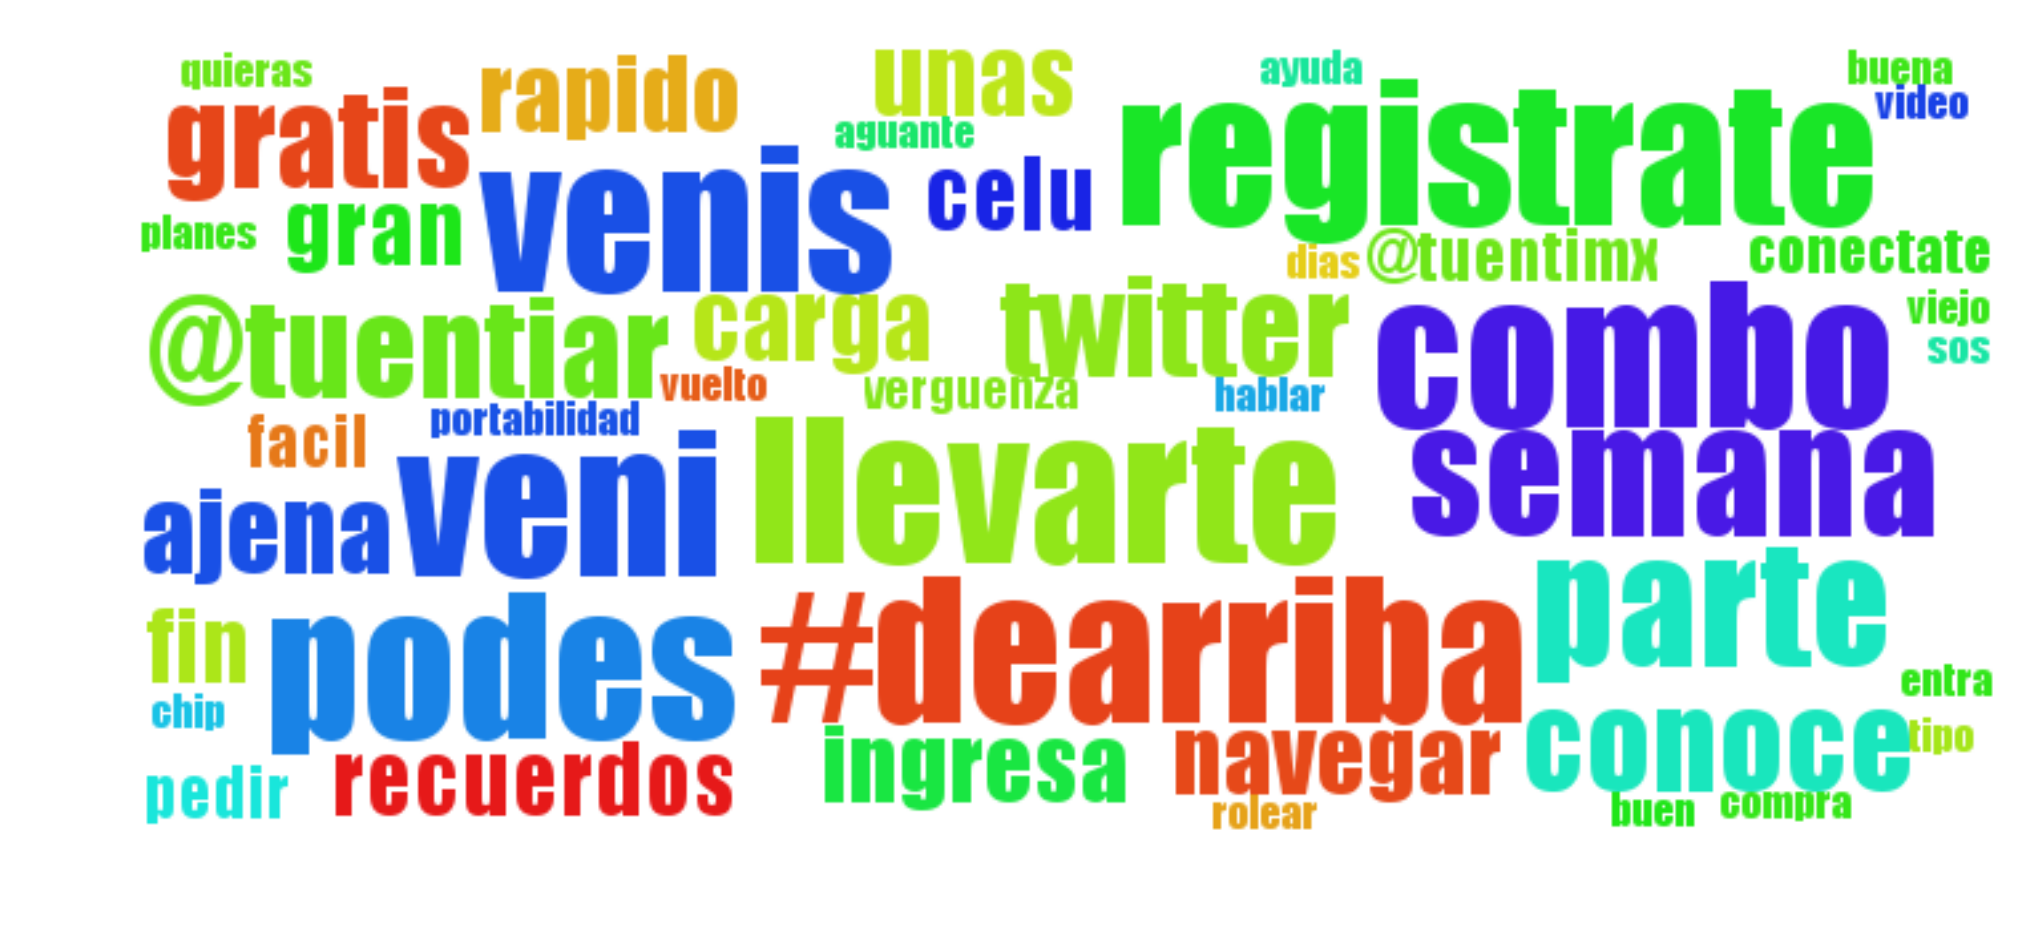 quieras
rapido
unas
ayuda
buena
gratis
aguante
registrate
video
planes
gran
venis
celu
dias
@tuentimx
conectate
@tuentiar
carga
twitter
combo
viejo
sos
vuelto
verguenza
hablar
facil
portabilidad
ajena
veni
llevarte
semana
fin
podes
#dearriba
parte
entra
chip
conoce
tipo
pedir
recuerdos
ingresa
navegar
rolear
buen
compra